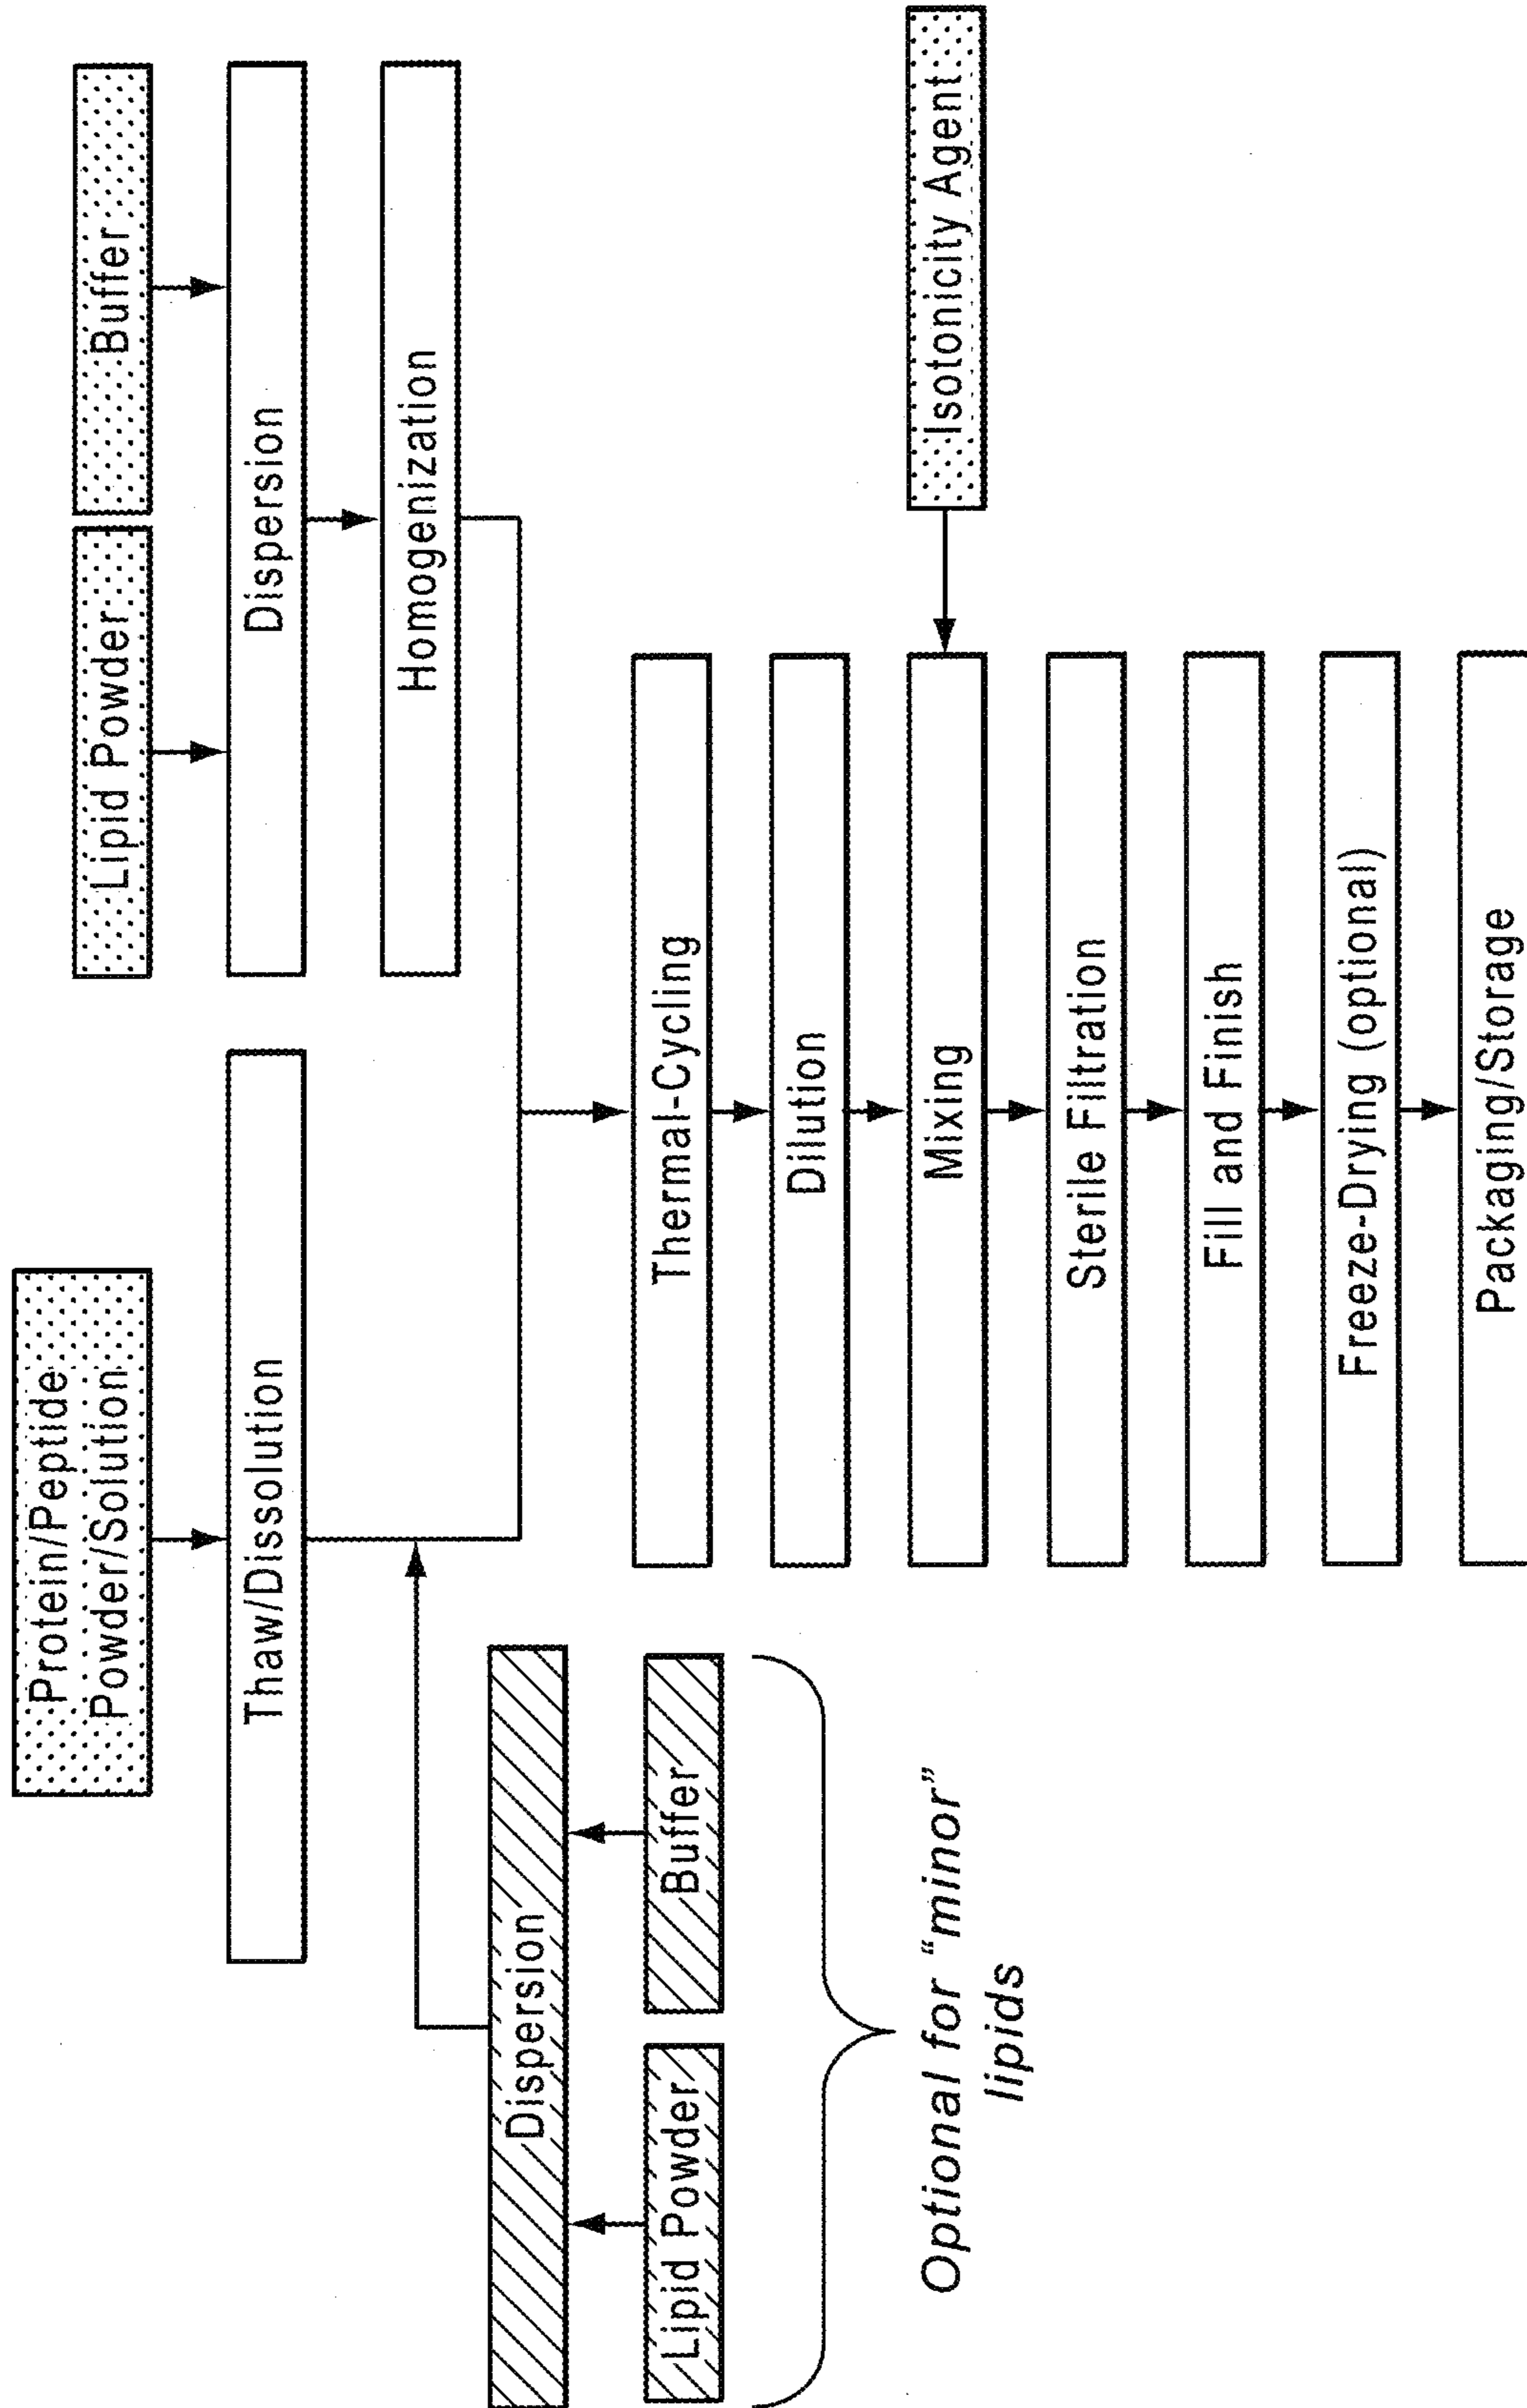 Protein/Peptide
Powder/Solution
Lipid Powder
Buffer
Thaw/Dissolution
Dispersion
Homogenization
Dispersion
Lipid Powder
Buffer
Optional for “minor”
lipids
Thermal-Cycling
Dilution
Mixing
Isotonicity Agent
Sterile Filtration
Fill and Finish
Freeze-Drying (optional)
Packaging/Storage